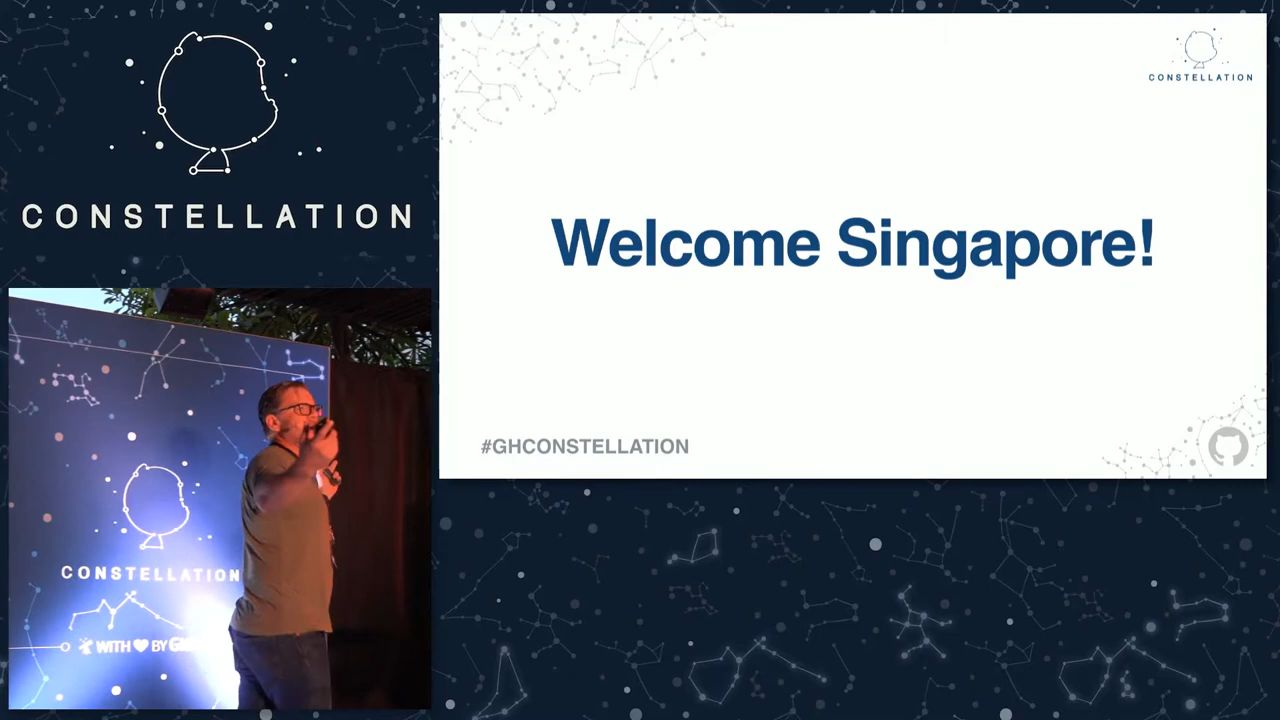 CONSTELLATION
CONSTELLATION
Welcome Singapore!
#GHCONSTELLATION
CONSTELLATION
WITH BY